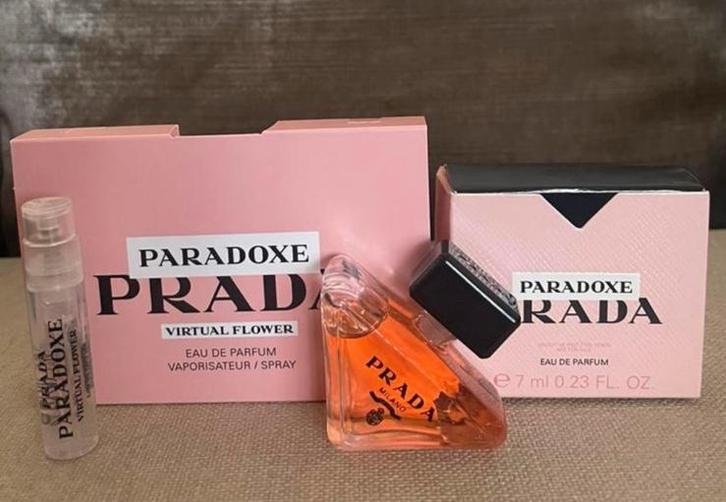 PARADOXE
PRADA
VIRTUAL FLOWER
EAU DE PARFUM
VAPORISATEUR / SPRAY
PRADA
PARADOXE
VIRTUAL FLOWER
PRADA
MILANO
PARADOXE
RADA
EAU DE PARFUM
℮ 7 ml 0.23 FL. OZ.